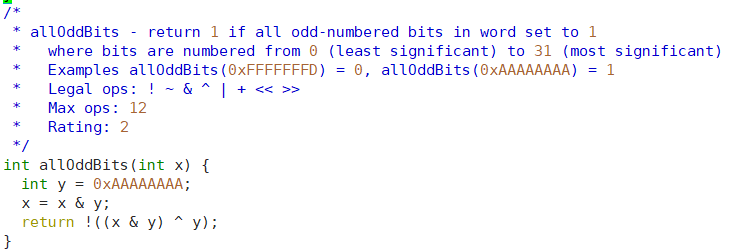 /*
 * allOddBits - return 1 if all odd-numbered bits in word set to 1
 *   where bits are numbered from 0 (least significant) to 31 (most significant)
 *   Examples allOddBits(0xFFFFFFFD) = 0, allOddBits(0xAAAAAAAA) = 1
 *   Legal ops: ! ~ & ^ | + << >>
 *   Max ops: 12
 *   Rating: 2
 */
int allOddBits(int x) {
  int y = 0xAAAAAAAA;
  x = x & y;
  return !((x & y) ^ y);
}